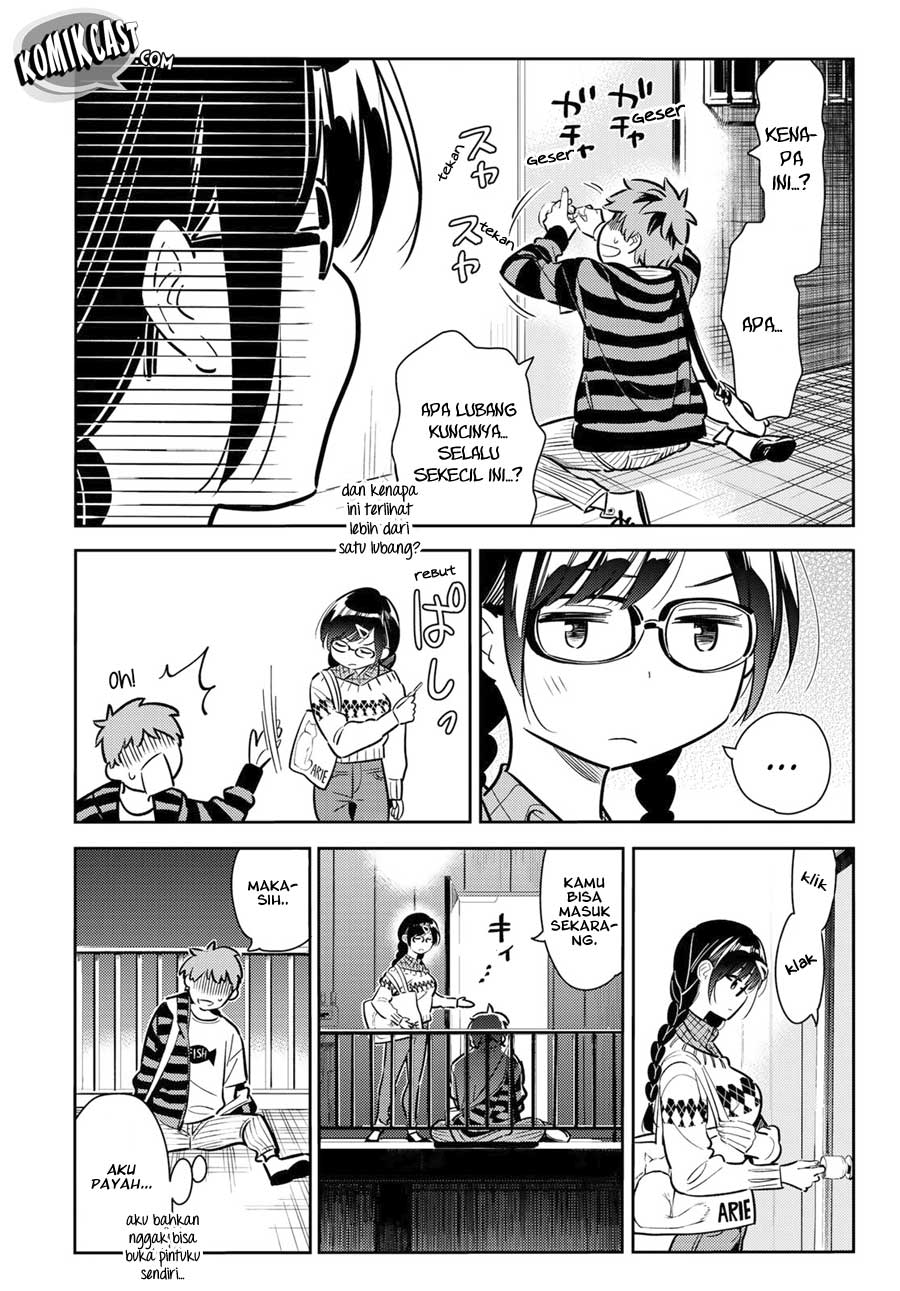 KOMIKCAST.COM
KENA-
PA
INI...?
APA...
ガチャ
Geser
ガチャ
Geser
スヤ
tekan
スヤ
tekan
APA LUBANG
KUNCINYA...
SELALU
SEKECIL INI...?
dan kenapa
ini terlihat
lebih dari
satu lubang?
...
rebut
ぱしっ
ARIE
Oh!
klik
klak
ARIE
KAMU
BISA
MASUK
SEKARA-
NG.
キィ
MAKA-
SIH..
FISH
AKU
PAYAH...
aku bahkan
nggak bisa
buka pintuku
sendiri...